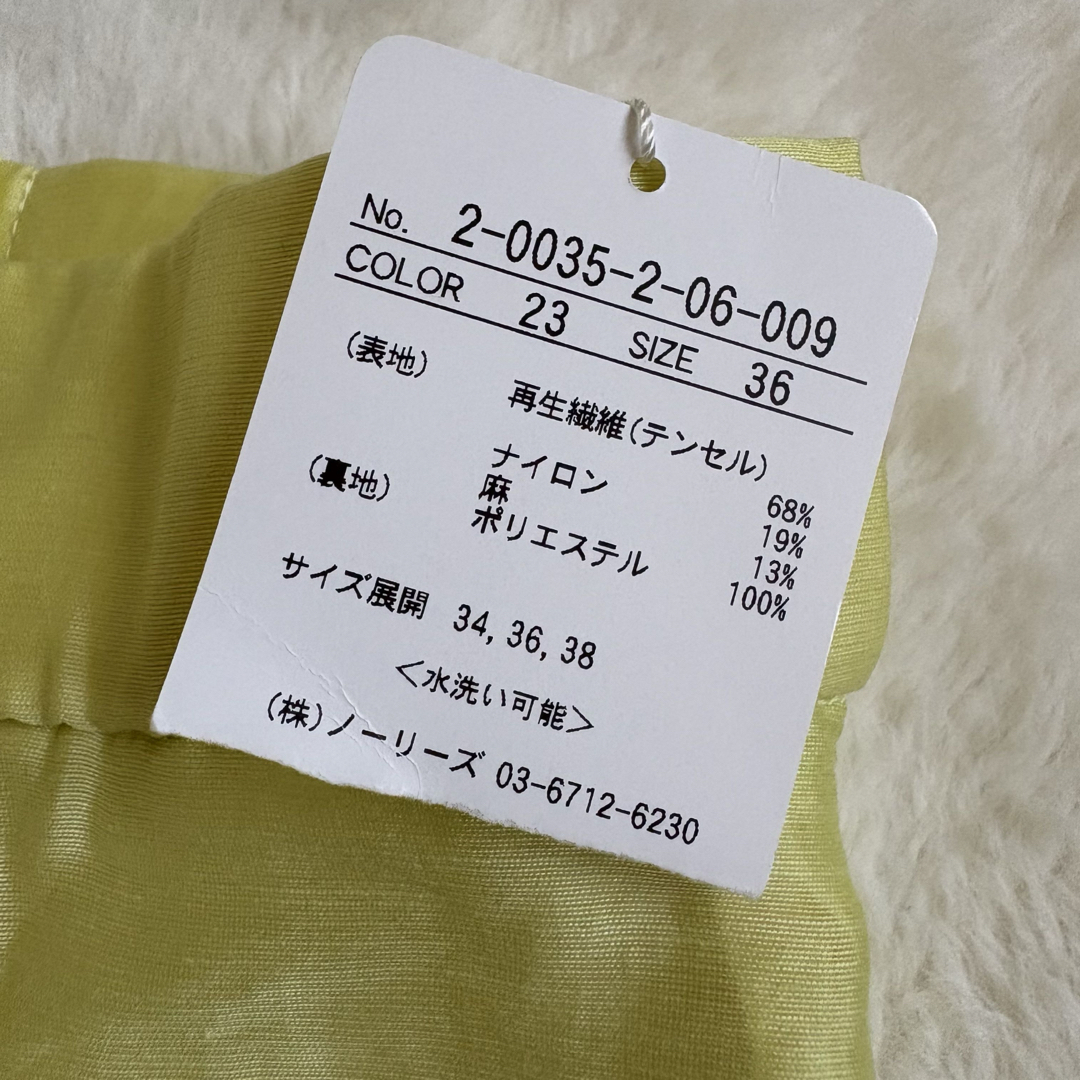 No. 2-0035-2-06-009
COLOR 23 SIZE 36
(表地) 再生繊維(テンセル) 68%
ナイロン 19%
麻 13%
(裏地) ポリエステル 100%
サイズ展開 34, 36, 38
<水洗い可能>
(株)ノーリーズ 03-6712-6230